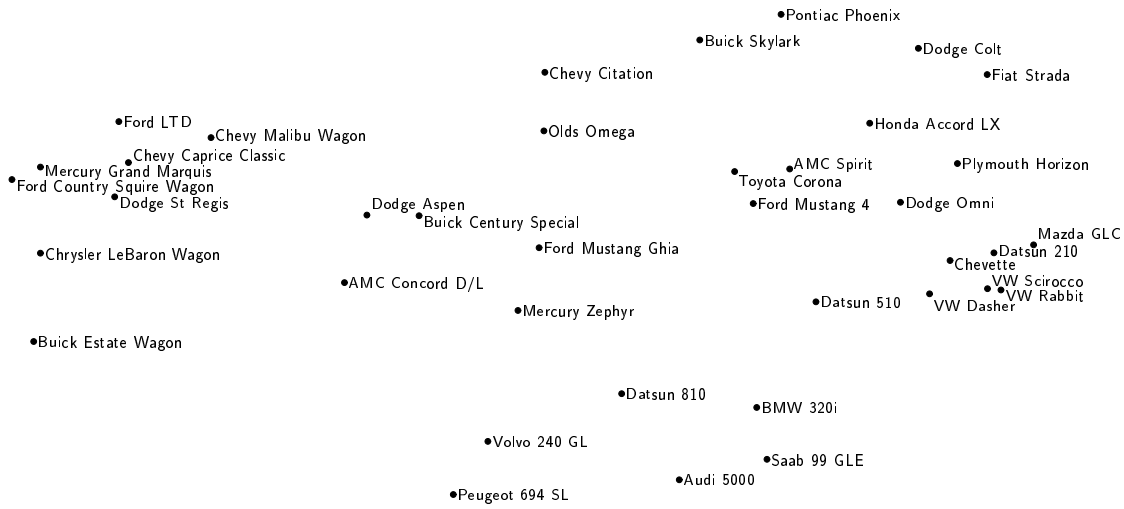 Pontiac Phoenix
Buick Skylark
Dodge Colt
Chevy Citation
Fiat Strada
Ford LTD
Honda Accord LX
Olds Omega
Chevy Malibu Wagon
Chevy Caprice Classic
AMC Spirit
Plymouth Horizon
Mercury Grand Marquis
Toyota Corona
Ford Country Squire Wagon
Dodge St Regis
Dodge Aspen
Ford Mustang 4
Dodge Omni
Buick Century Special
Mazda GLC
Ford Mustang Ghia
Datsun 210
Chrysler LeBaron Wagon
Chevette
AMC Concord D/L
VW Scirocco
VW Rabbit
Datsun 510
VW Dasher
Mercury Zephyr
Buick Estate Wagon
Datsun 810
BMW 320i
Volvo 240 GL
Saab 99 GLE
Audi 5000
Peugeot 694 SL